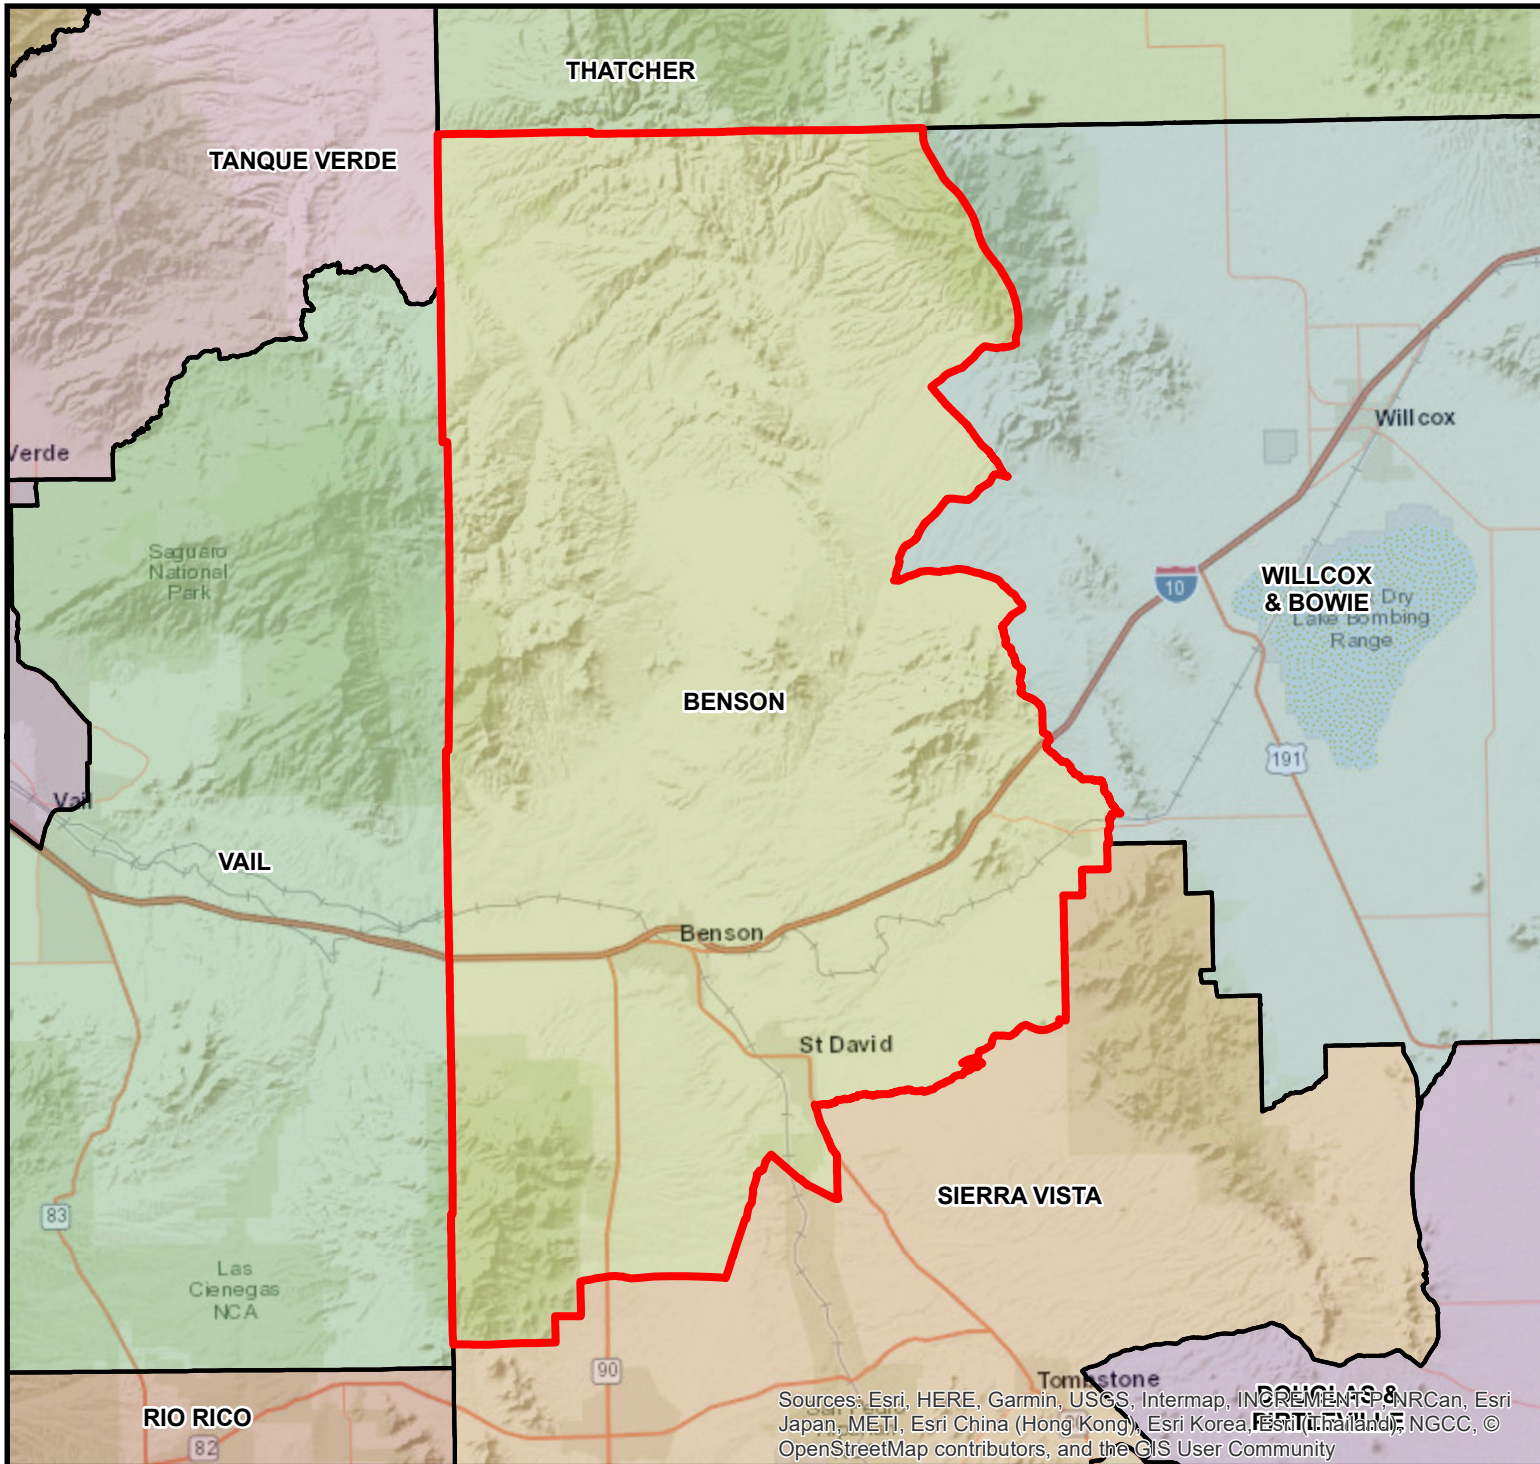 THATCHER
TANQUE VERDE
Verde
Willcox
Saguaro
National
Park
10
WILLCOX
& BOWIE
Dry
Lake Bombing
Range
BENSON
191
Vail
VAIL
Benson
St David
SIERRA VISTA
83
Las
Cienegas
NCA
90
Tombstone
RIO RICO
82
DOUGLAS &
PIRTLEVILLE
Sources: Esri, HERE, Garmin, USGS, Intermap, INCREMENT P, NRCan, Esri
Japan, METI, Esri China (Hong Kong), Esri Korea, Esri (Thailand), NGCC, ©
OpenStreetMap contributors, and the GIS User Community